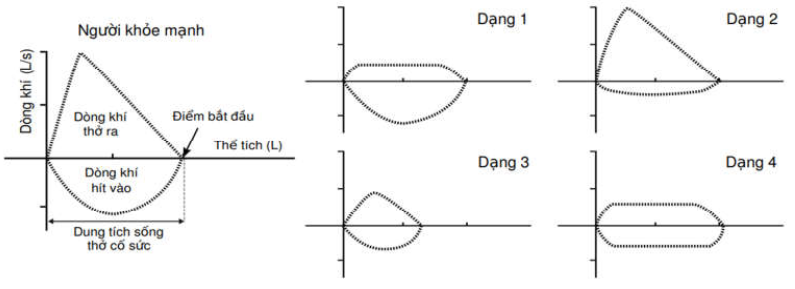 Người khỏe mạnh
Dòng khí (L/s)
Dòng khí
thở ra
Điểm bắt đầu
Thể tích (L)
Dòng khí
hít vào
Dung tích sống
thở cố sức
Dạng 1
Dạng 2
Dạng 3
Dạng 4